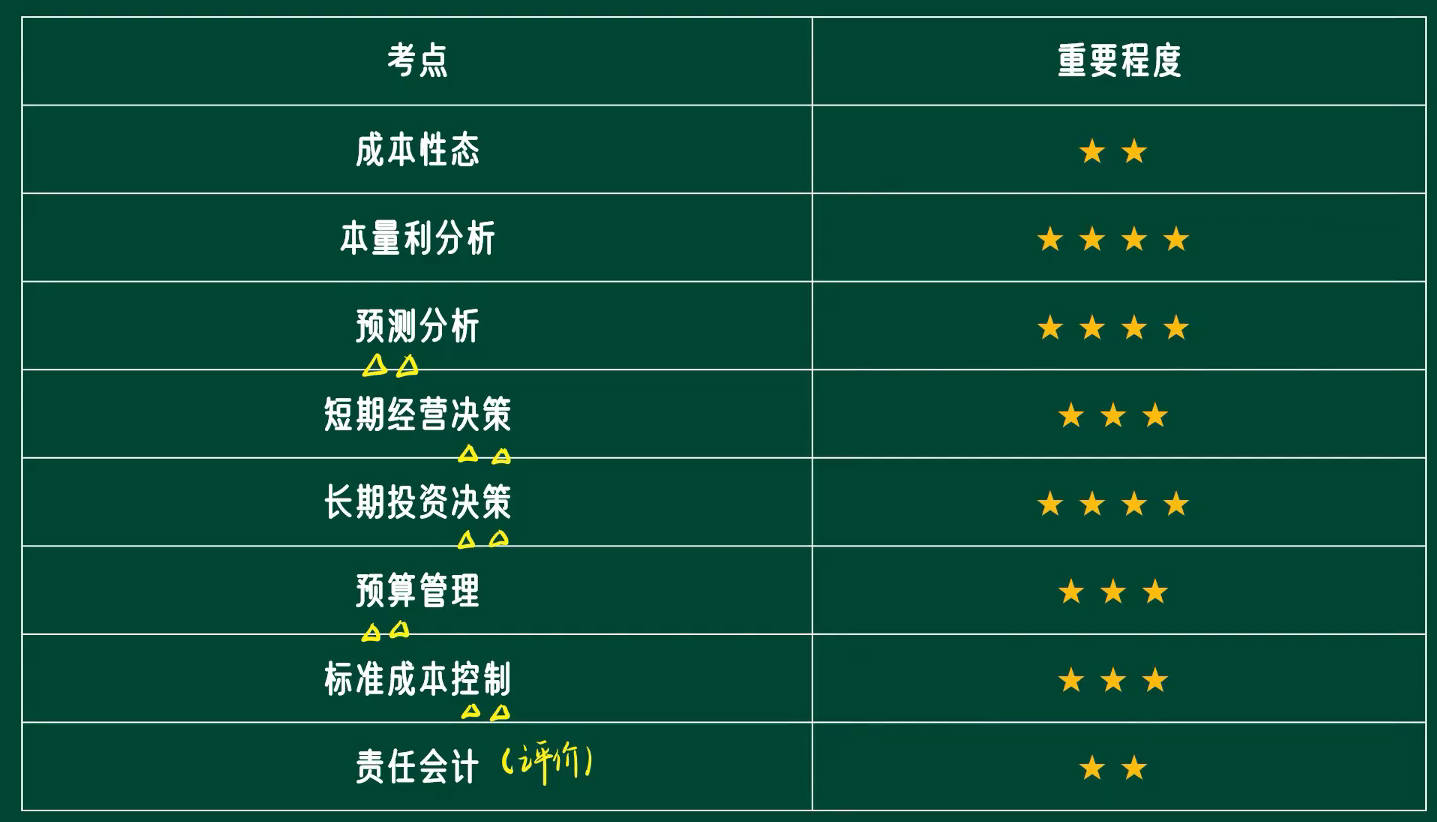 考点 重要程度
成本性态 ★★
本量利分析 ★★★★
预测分析 ★★★★
短期经营决策 ★★★
长期投资决策 ★★★★
预算管理 ★★★
标准成本控制 ★★★
责任会计（评价） ★★